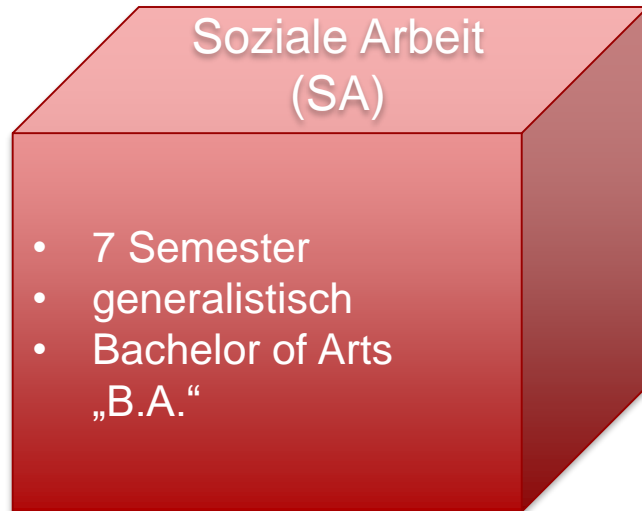 Soziale Arbeit
(SA)
• 7 Semester
• generalistisch
• Bachelor of Arts
„B.A.“